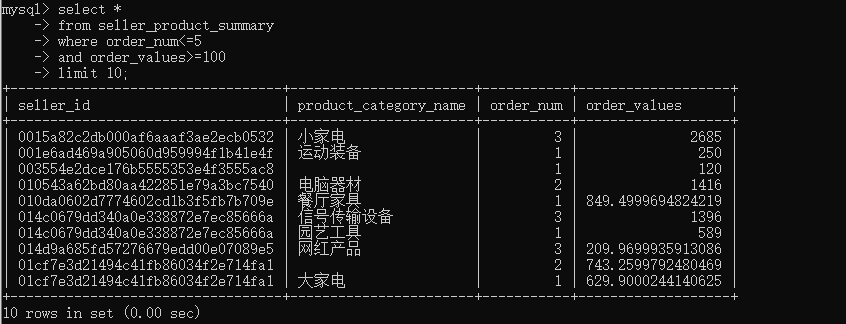 mysql> select *
-> from seller_product_summary
-> where order_num<=5
-> and order_values>=100
-> limit 10;
+----------------------------------+-----------------------+-----------+-------------------+
| seller_id | product_category_name | order_num | order_values |
+----------------------------------+-----------------------+-----------+-------------------+
| 0015a82c2db000af6aaaf3ae2ecb0532 | 小家电 | 3 | 2685 |
| 001e6ad469a905060d959994f1b41e4f | 运动装备 | 1 | 250 |
| 003554e2dce176b5555353e4f3555ac8 | | 1 | 120 |
| 010543a62bd80aa422851e79a3bc7540 | 电脑器材 | 2 | 1416 |
| 010da0602d7774602cd1b3f5fb7b709e | 餐厅家具 | 1 | 849.4999694824219 |
| 014c0679dd340a0e338872e7ec85666a | 信号传输设备 | 3 | 1396 |
| 014c0679dd340a0e338872e7ec85666a | 园艺工具 | 1 | 589 |
| 014d9a685fd57276679edd00e07089e5 | 网红产品 | 3 | 209.9699935913086 |
| 01cf7e3d21494c41fb86034f2e714fa1 | | 2 | 743.2599792480469 |
| 01cf7e3d21494c41fb86034f2e714fa1 | 大家电 | 1 | 629.9000244140625 |
+----------------------------------+-----------------------+-----------+-------------------+
10 rows in set (0.00 sec)